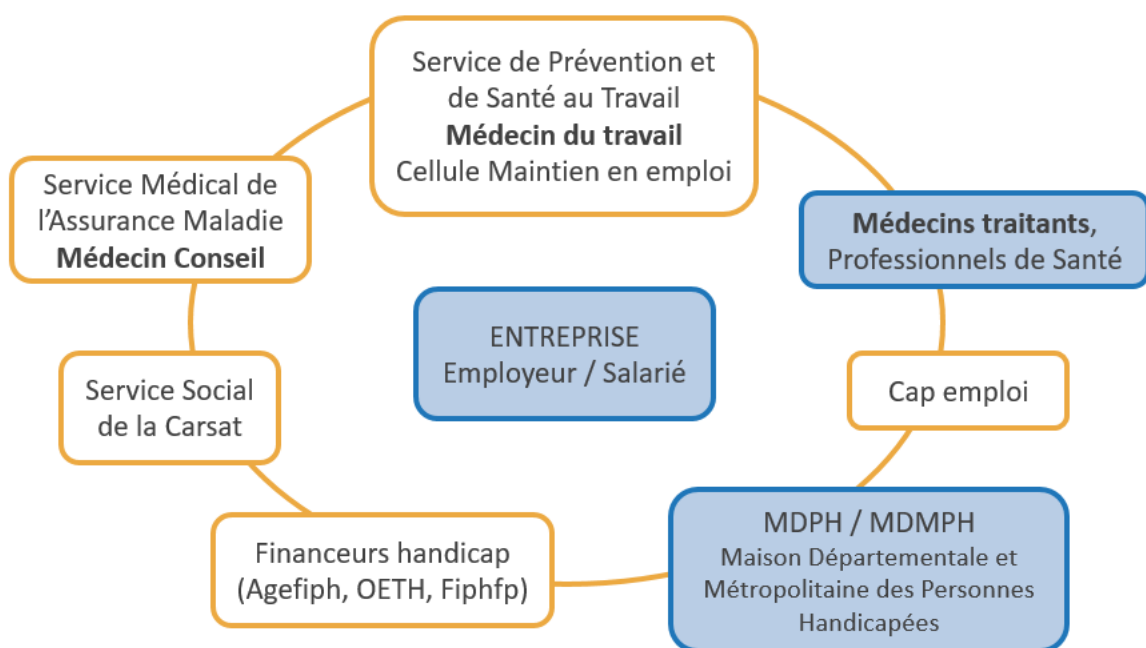 Service de Prévention et
de Santé au Travail
Médecin du travail
Cellule Maintien en emploi
Service Médical de
l'Assurance Maladie
Médecin Conseil
Médecins traitants,
Professionnels de Santé
ENTREPRISE
Employeur / Salarié
Service Social
de la Carsat
Cap emploi
Financeurs handicap
(Agefiph, OETH, Fiphfp)
MDPH / MDMPH
Maison Départementale et
Métropolitaine des Personnes
Handicapées